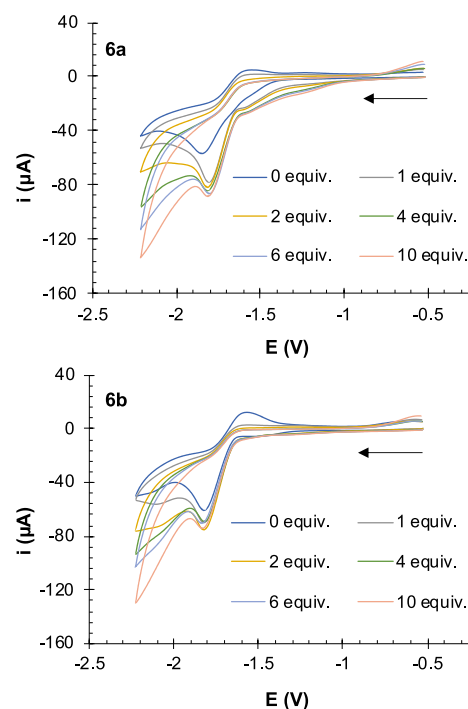 6a
40
0
-40
-80
-120
-160
i (µA)
0 equiv.
1 equiv.
2 equiv.
4 equiv.
6 equiv.
10 equiv.
-2.5
-2
-1.5
-1
-0.5
E (V)
6b
40
0
-40
-80
-120
-160
i (µA)
0 equiv.
1 equiv.
2 equiv.
4 equiv.
6 equiv.
10 equiv.
-2.5
-2
-1.5
-1
-0.5
E (V)